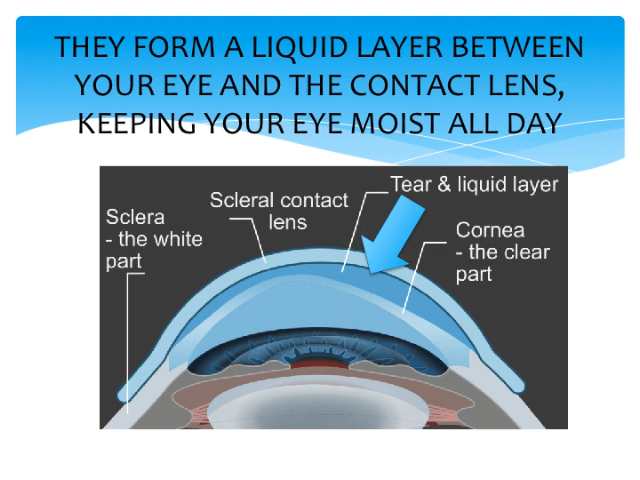 THEY FORM A LIQUID LAYER BETWEEN
YOUR EYE AND THE CONTACT LENS,
KEEPING YOUR EYE MOIST ALL DAY
Tear & liquid layer
Scleral contact
lens
Sclera
- the white
part
Cornea
- the clear
part